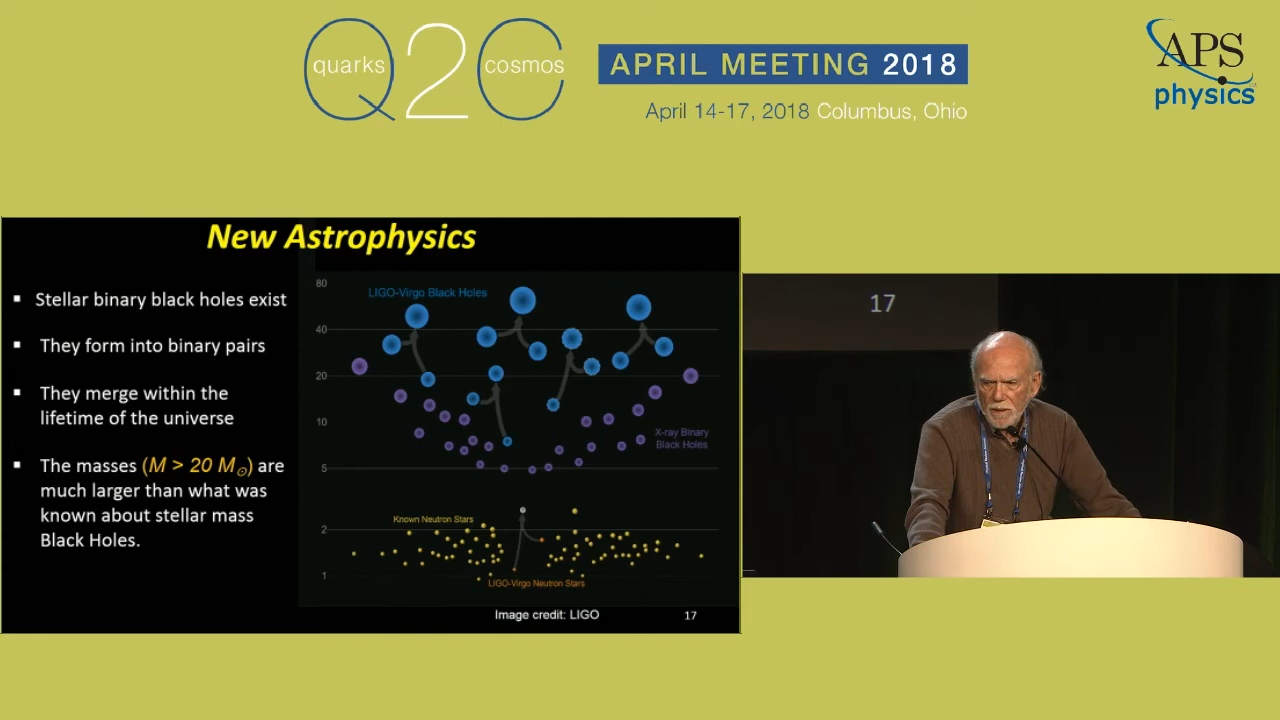 quarks Q2C cosmos
APRIL MEETING 2018
April 14-17, 2018 Columbus, Ohio
APS
physics
New Astrophysics
▪ Stellar binary black holes exist
▪ They form into binary pairs
▪ They merge within the
lifetime of the universe
▪ The masses (M > 20 M⊙) are
much larger than what was
known about stellar mass
Black Holes.
80
LIGO-Virgo Black Holes
40
20
10
X-ray Binary
Black Holes
5
Known Neutron Stars
2
1
LIGO-Virgo Neutron Stars
Image credit: LIGO
17
17